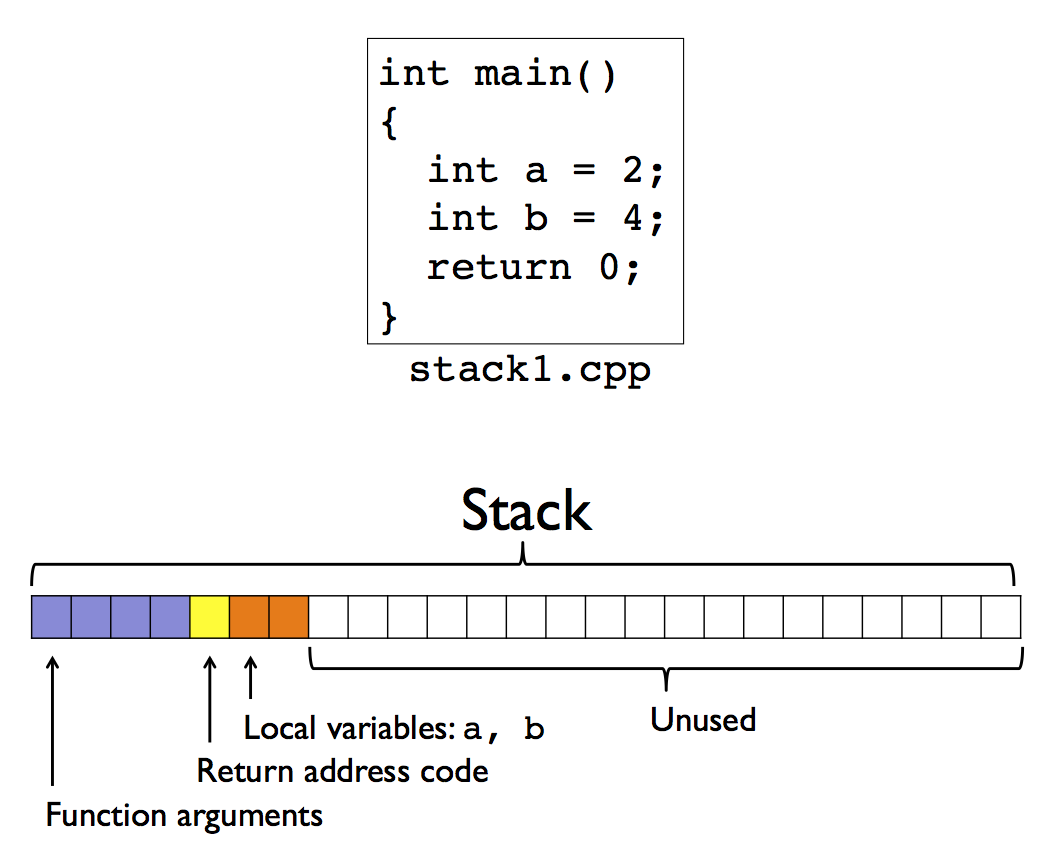 int main()
{
  int a = 2;
  int b = 4;
  return 0;
}
stack1.cpp
Stack
Local variables: a, b
Unused
Return address code
Function arguments